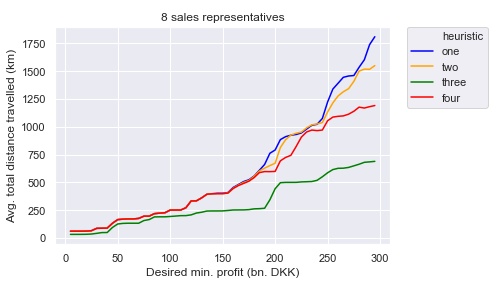 8 sales representatives
Avg. total distance travelled (km)
1750
1500
1250
1000
750
500
250
0
0
50
100
150
200
250
300
Desired min. profit (bn. DKK)
heuristic
one
two
three
four